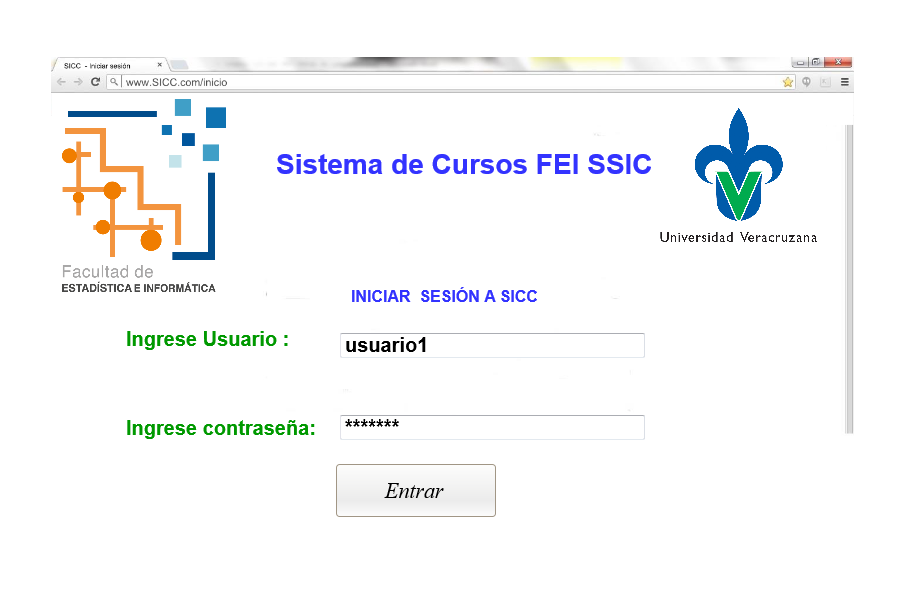 SICC - Iniciar sesión
www.SICC.com/inicio
Sistema de Cursos FEI SSIC
Universidad Veracruzana
Facultad de
ESTADÍSTICA E INFORMÁTICA
INICIAR SESIÓN A SICC
Ingrese Usuario :
usuario1
Ingrese contraseña:
*******
Entrar